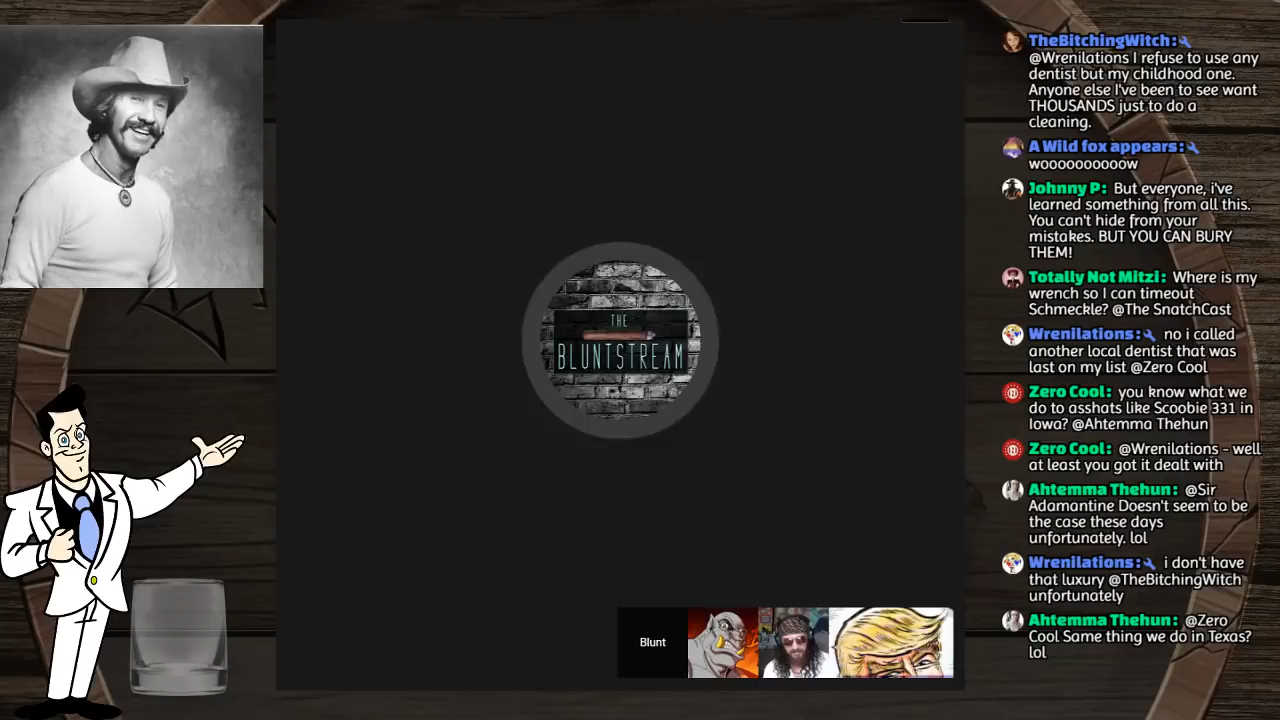 THE
BLUNTSTREAM
Blunt
TheBitchingWitch:
@Wrenilations I refuse to use any
dentist but my childhood one.
Anyone else I've been to see want
THOUSANDS just to do a
cleaning.
A Wild fox appears:
woooooooooow
Johnny P: But everyone, i've
learned something from all this.
You can't hide from your
mistakes. BUT YOU CAN BURY
THEM!
Totally Not Mitzi: Where is my
wrench so I can timeout
Schmeckle? @The SnatchCast
Wrenilations: no i called
another local dentist that was
last on my list @Zero Cool
Zero Cool: you know what we
do to asshats like Scoobie 331 in
Iowa? @Ahtemma Thehun
Zero Cool: @Wrenilations - well
at least you got it dealt with
Ahtemma Thehun: @Sir
Adamantine Doesn't seem to be
the case these days
unfortunately. lol
Wrenilations: i don't have
that luxury @TheBitchingWitch
unfortunately
Ahtemma Thehun: @Zero
Cool Same thing we do in Texas?
lol